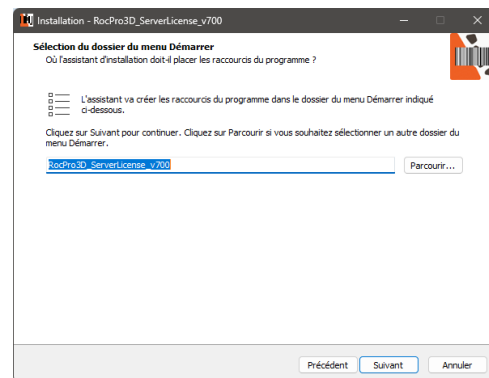 Installation - RocPro3D_ServerLicense_v700
Sélection du dossier du menu Démarrer
Où l'assistant d'installation doit-il placer les raccourcis du programme ?
L'assistant va créer les raccourcis du programme dans le dossier du menu Démarrer indiqué
ci-dessous.
Cliquez sur Suivant pour continuer. Cliquez sur Parcourir si vous souhaitez sélectionner un autre dossier du
menu Démarrer.
RocPro3D_ServerLicense_v700
Parcourir...
Précédent
Suivant
Annuler